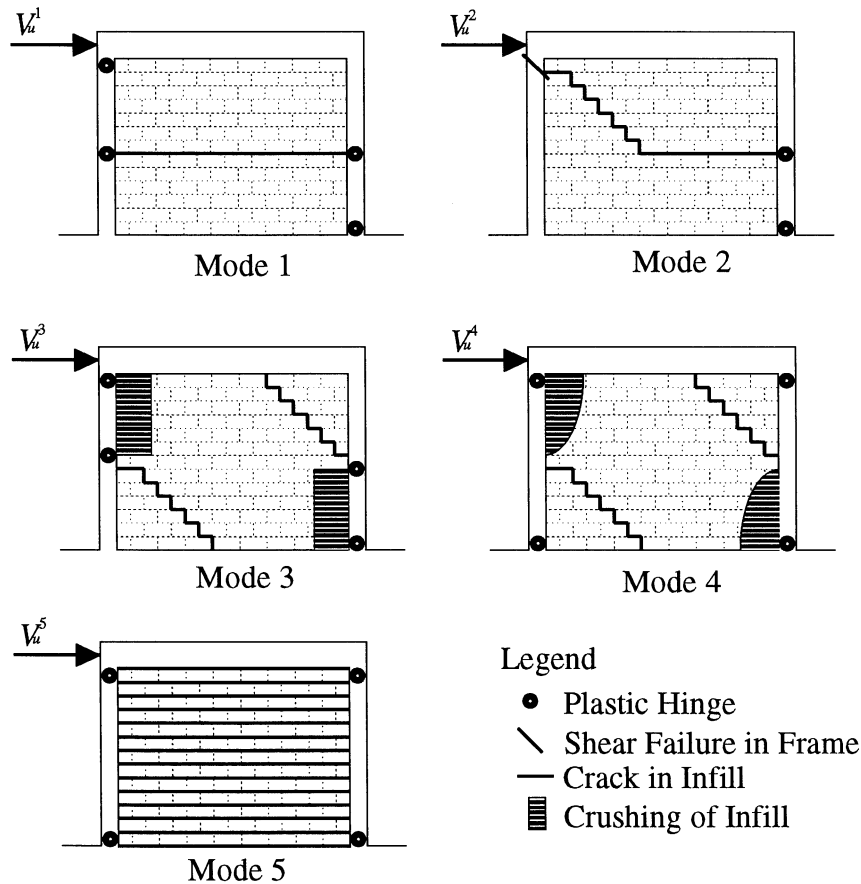 V_u^1
V_u^2
Mode 1
Mode 2
V_u^3
V_u^4
Mode 3
Mode 4
V_u^5
Mode 5
Legend
Plastic Hinge
Shear Failure in Frame
Crack in Infill
Crushing of Infill